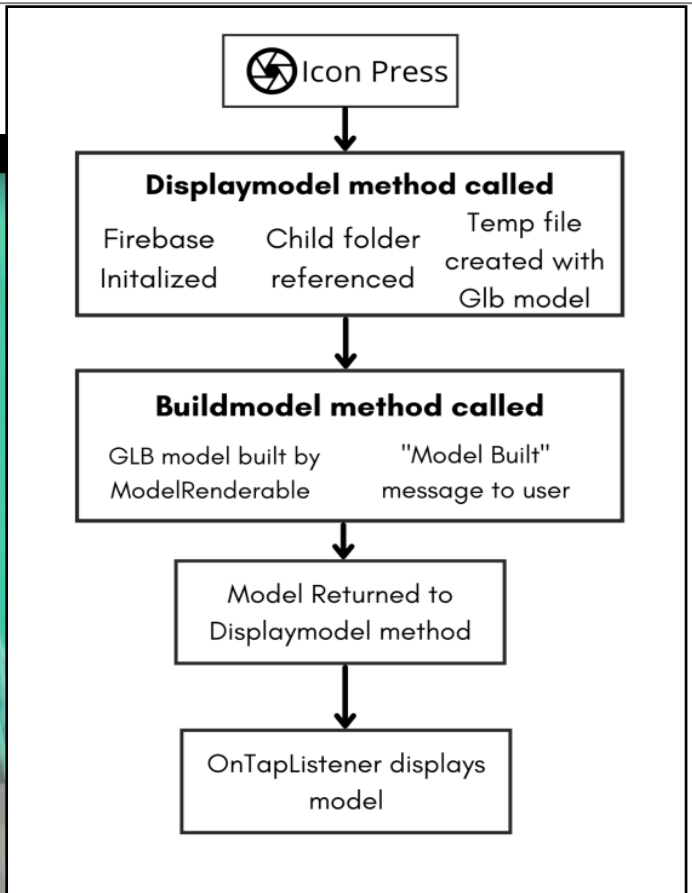 Icon Press
Displaymodel method called
Firebase
Initalized
Child folder
referenced
Temp file
created with
Glb model
Buildmodel method called
GLB model built by
ModelRenderable
"Model Built"
message to user
Model Returned to
Displaymodel method
OnTapListener displays
model